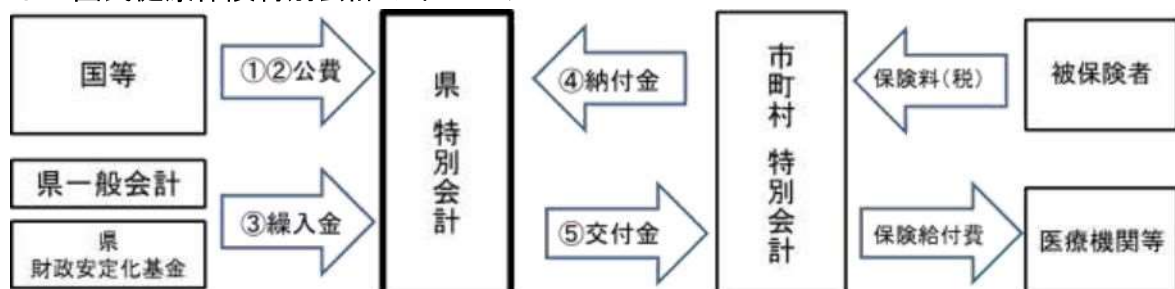 国等
①②公費
県一般会計
県
財政安定化基金
③繰入金
県 特別会計
④納付金
⑤交付金
市町村 特別会計
保険料(税)
保険給付費
被保険者
医療機関等